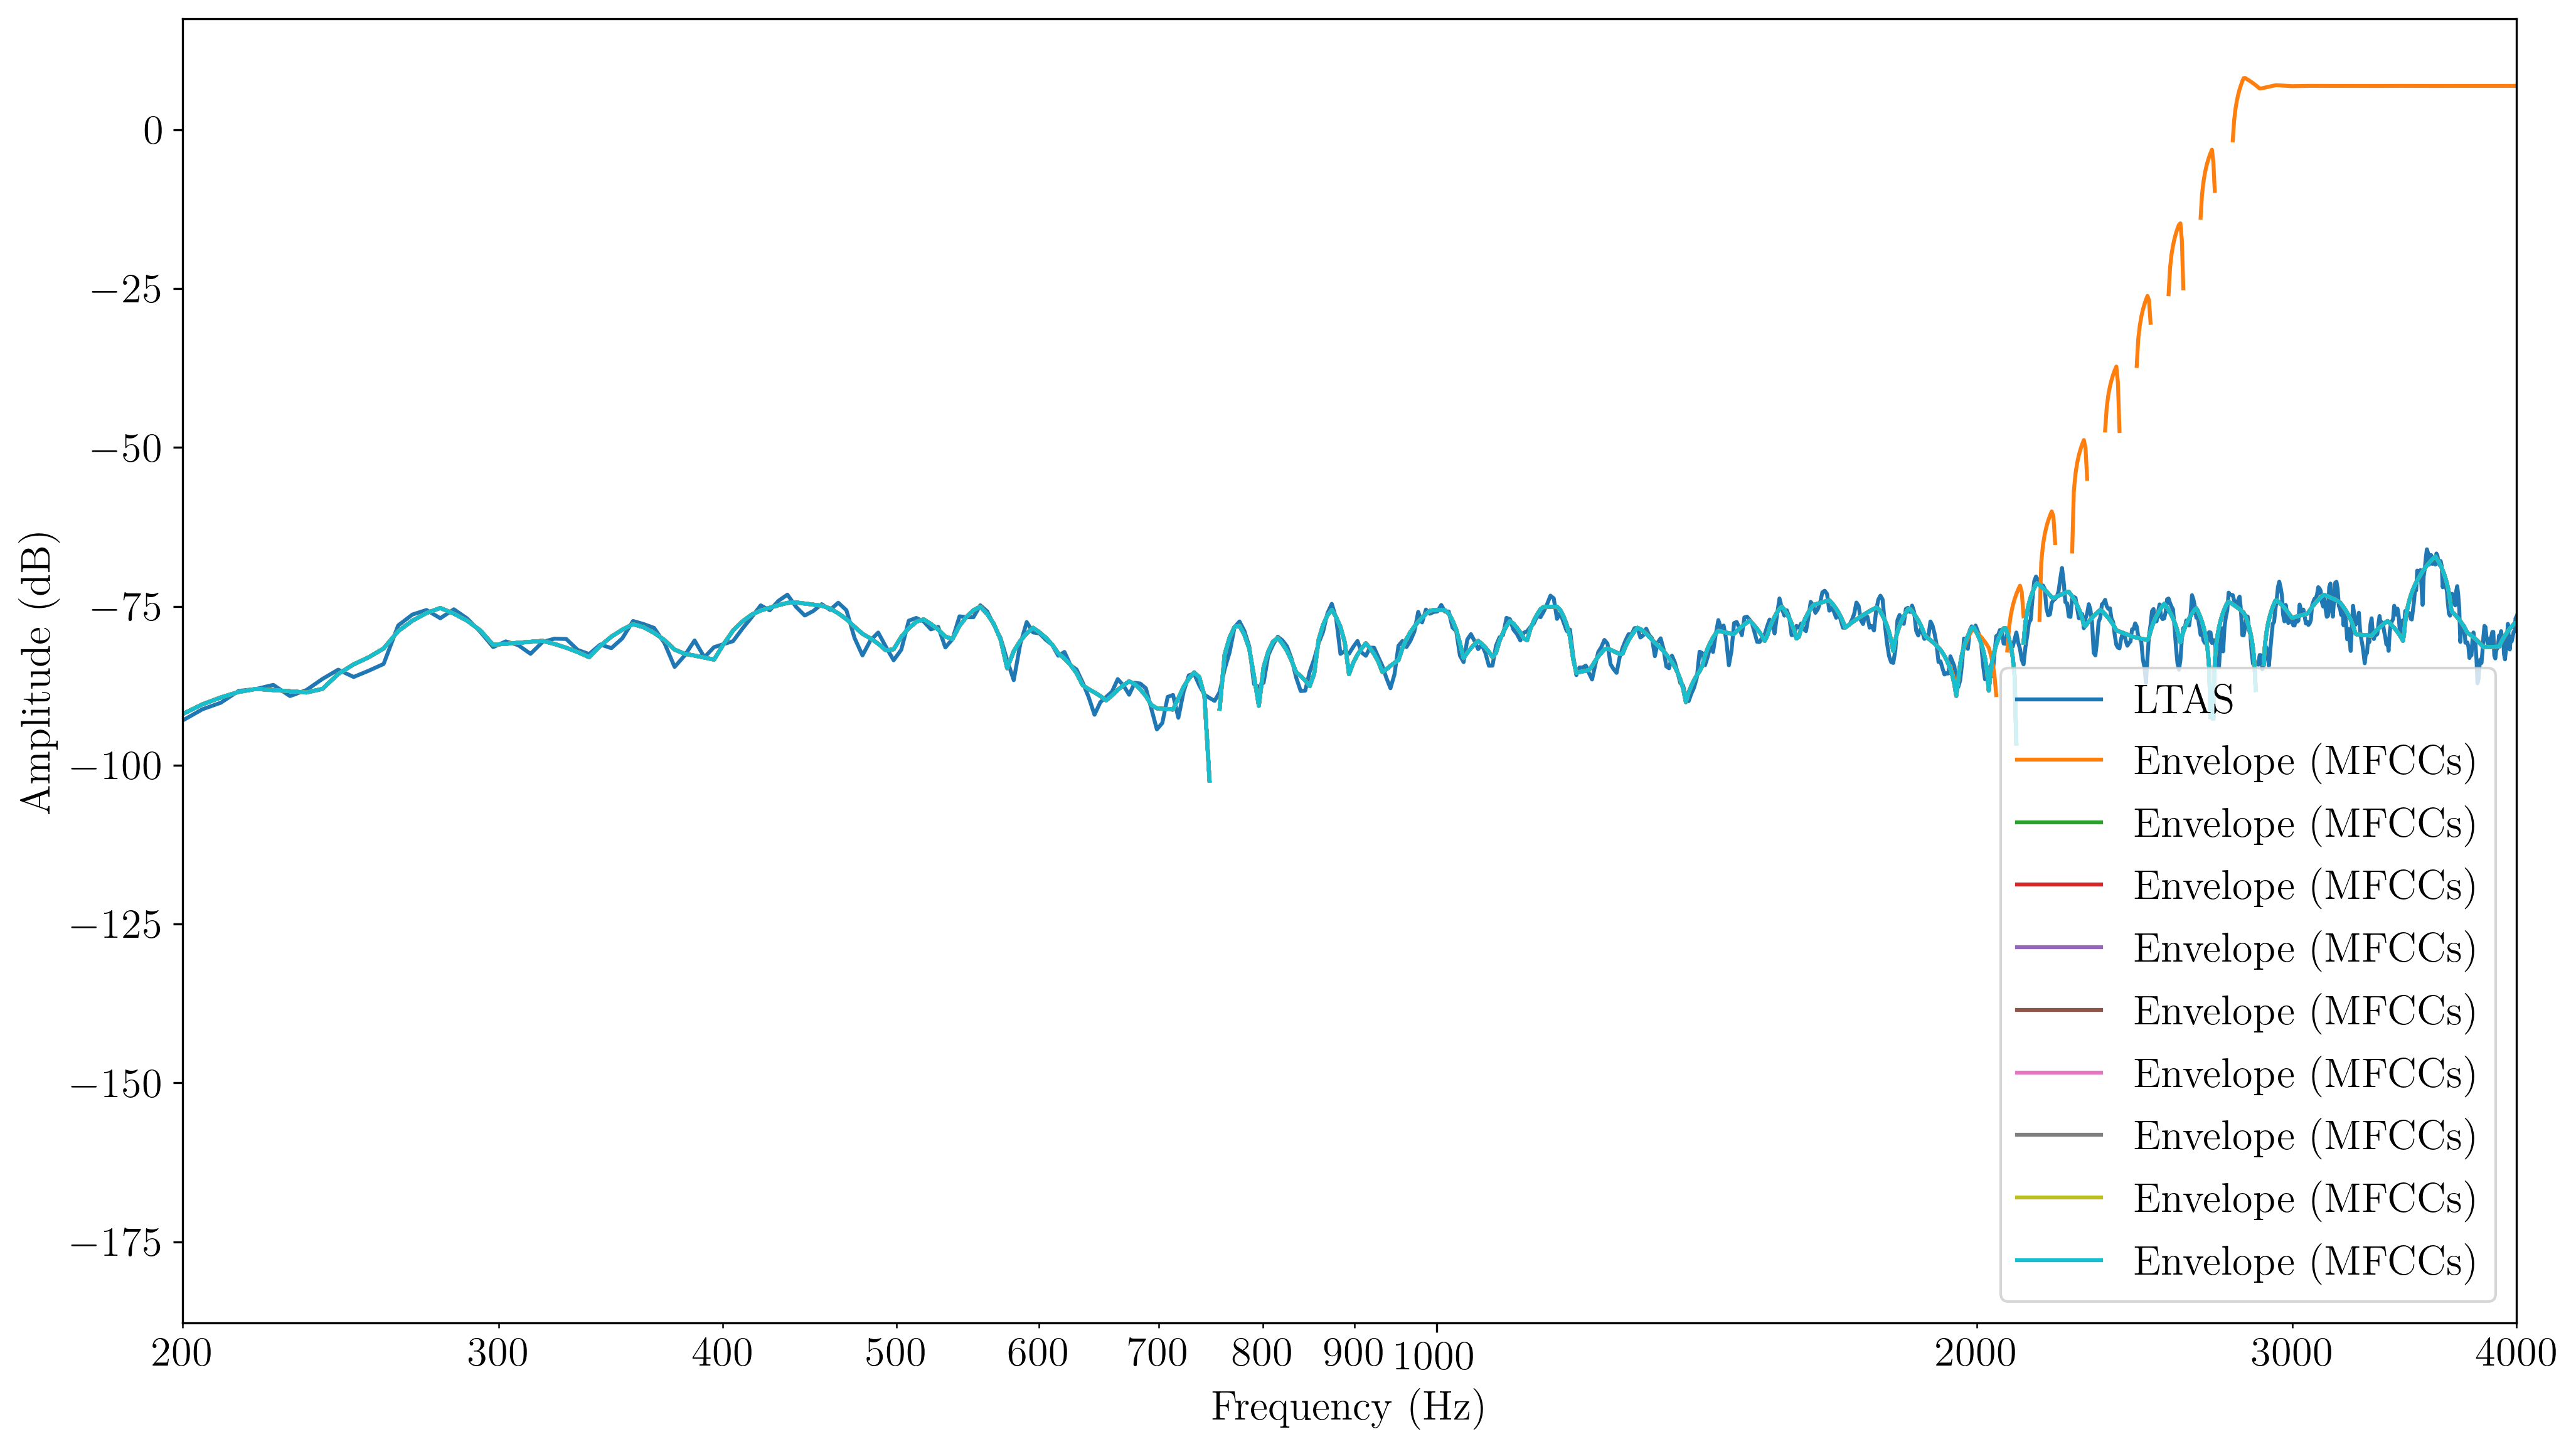 0
−25
−50
−75
−100
−125
−150
−175
Amplitude (dB)
LTAS
Envelope (MFCCs)
Envelope (MFCCs)
Envelope (MFCCs)
Envelope (MFCCs)
Envelope (MFCCs)
Envelope (MFCCs)
Envelope (MFCCs)
Envelope (MFCCs)
Envelope (MFCCs)
200 300 400 500 600 700 800 900 1000 2000 3000 4000
Frequency (Hz)